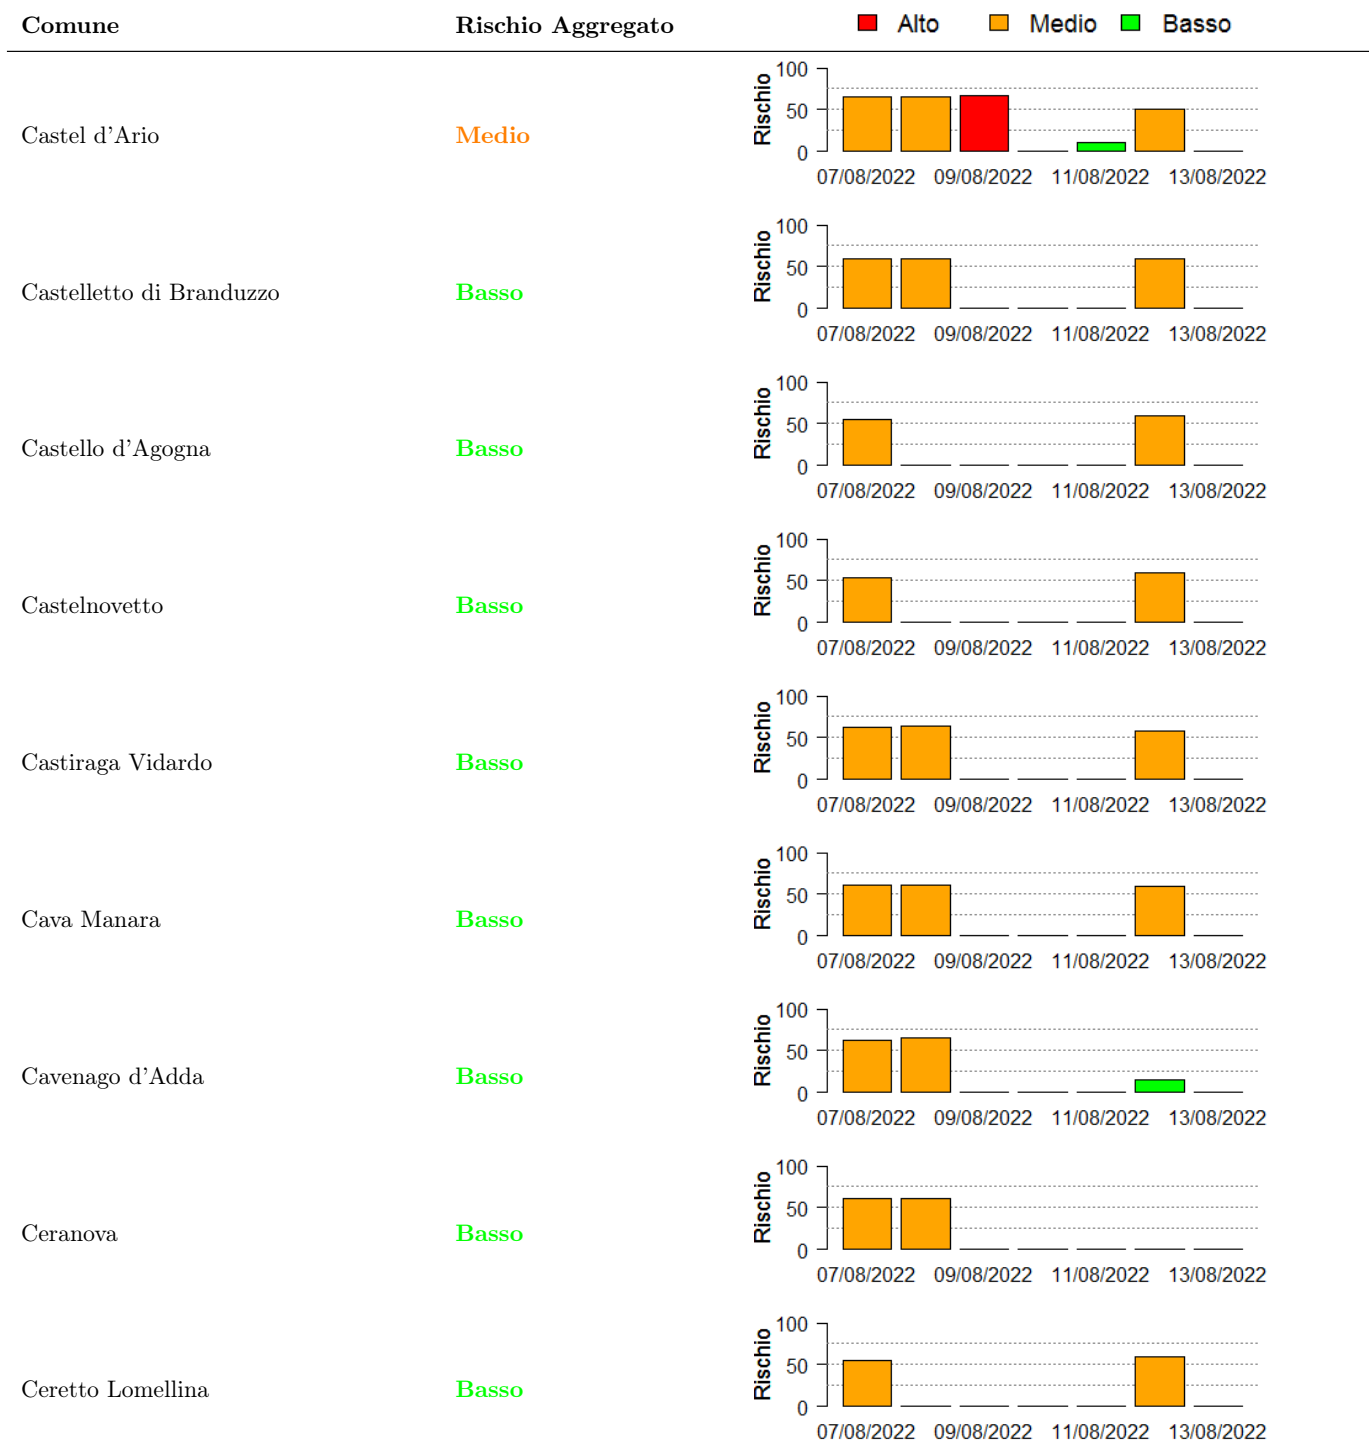 Comune Rischio Aggregato Alto Medio Basso
Castel d'Ario Medio
Rischio
100
50
0
07/08/2022 09/08/2022 11/08/2022 13/08/2022
Castelletto di Branduzzo Basso
Rischio
100
50
0
07/08/2022 09/08/2022 11/08/2022 13/08/2022
Castello d'Agogna Basso
Rischio
100
50
0
07/08/2022 09/08/2022 11/08/2022 13/08/2022
Castelnovetto Basso
Rischio
100
50
0
07/08/2022 09/08/2022 11/08/2022 13/08/2022
Castiraga Vidardo Basso
Rischio
100
50
0
07/08/2022 09/08/2022 11/08/2022 13/08/2022
Cava Manara Basso
Rischio
100
50
0
07/08/2022 09/08/2022 11/08/2022 13/08/2022
Cavenago d'Adda Basso
Rischio
100
50
0
07/08/2022 09/08/2022 11/08/2022 13/08/2022
Ceranova Basso
Rischio
100
50
0
07/08/2022 09/08/2022 11/08/2022 13/08/2022
Ceretto Lomellina Basso
Rischio
100
50
0
07/08/2022 09/08/2022 11/08/2022 13/08/2022